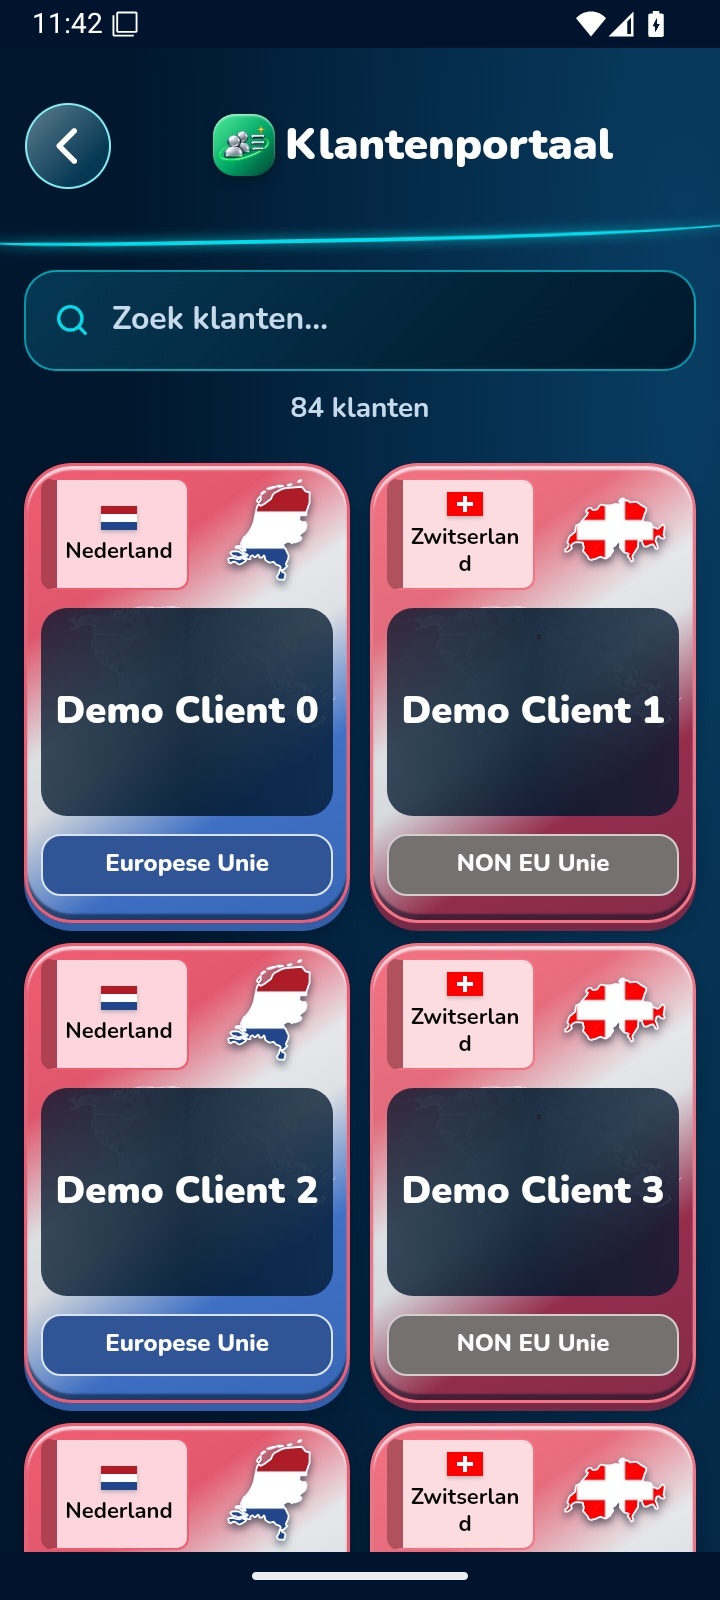 11:42
Klantenportaal
Zoek klanten...
84 klanten
Nederland
Demo Client 0
Europese Unie
Zwitserlan
d
Demo Client 1
NON EU Unie
Nederland
Demo Client 2
Europese Unie
Zwitserlan
d
Demo Client 3
NON EU Unie
Nederland
Zwitserlan
d